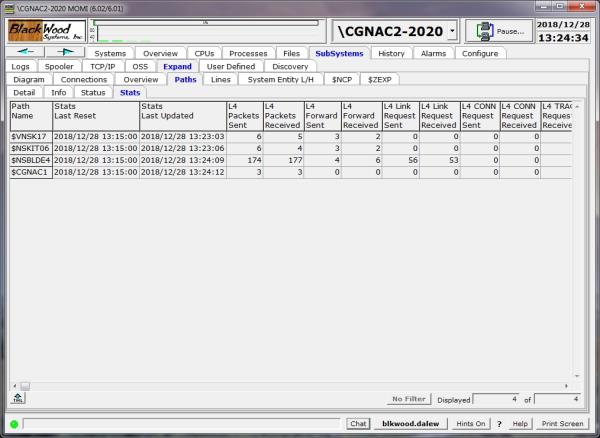 \CGNAC2-2020 MOMI (6.02/6.01)
BlackWood
Systems, Inc.
\CGNAC2-2020
Pause...
2018/12/28
13:24:34
Systems Overview CPUs Processes Files SubSystems History Alarms Configure
Logs Spooler TCP/IP OSS Expand User Defined Discovery
Diagram Connections Overview Paths Lines System Entity L/H $NCP $ZEXP
Detail Info Status Stats
Path Stats Stats L4 L4 L4 L4 L4 Link L4 Link L4 CONN L4 CONN L4 TRAC
Name Last Reset Last Updated Packets Packets Forward Forward Request Request Request Request Reques
Sent Received Sent Received Sent Received Sent Received Receive
$VNSK17 2018/12/28 13:15:00 2018/12/28 13:23:03 6 5 3 2 0 0 0 0
$NSKIT06 2018/12/28 13:15:00 2018/12/28 13:23:06 6 4 3 2 0 0 0 0
$NSBLDE4 2018/12/28 13:15:00 2018/12/28 13:24:09 174 177 4 6 56 53 0 0
$CGNAC1 2018/12/28 13:15:00 2018/12/28 13:24:12 3 3 0 0 0 0 0 0
No Filter Displayed 4 of 4
Chat blkwood.dalew Hints On ? Help Print Screen